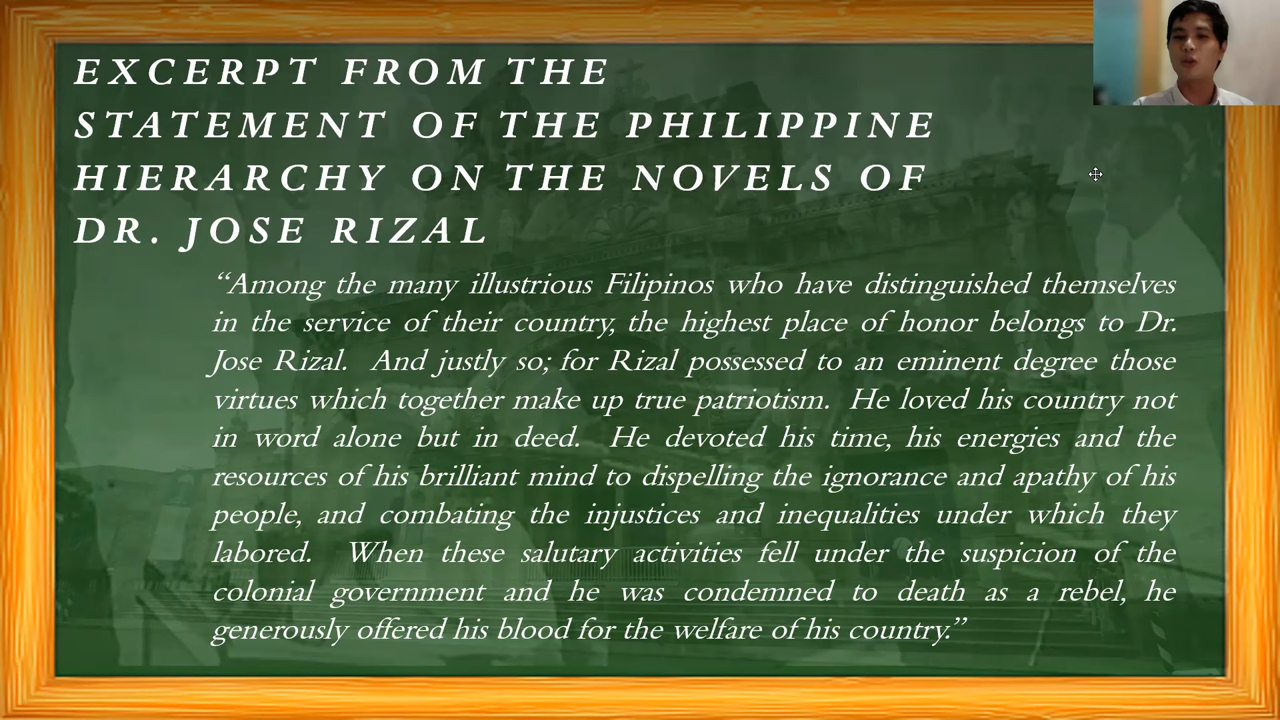 EXCERPT FROM THE
STATEMENT OF THE PHILIPPINE
HIERARCHY ON THE NOVELS OF
DR. JOSE RIZAL
“Among the many illustrious Filipinos who have distinguished themselves
in the service of their country, the highest place of honor belongs to Dr.
Jose Rizal. And justly so; for Rizal possessed to an eminent degree those
virtues which together make up true patriotism. He loved his country not
in word alone but in deed. He devoted his time, his energies and the
resources of his brilliant mind to dispelling the ignorance and apathy of his
people, and combating the injustices and inequalities under which they
labored. When these salutary activities fell under the suspicion of the
colonial government and he was condemned to death as a rebel, he
generously offered his blood for the welfare of his country.”